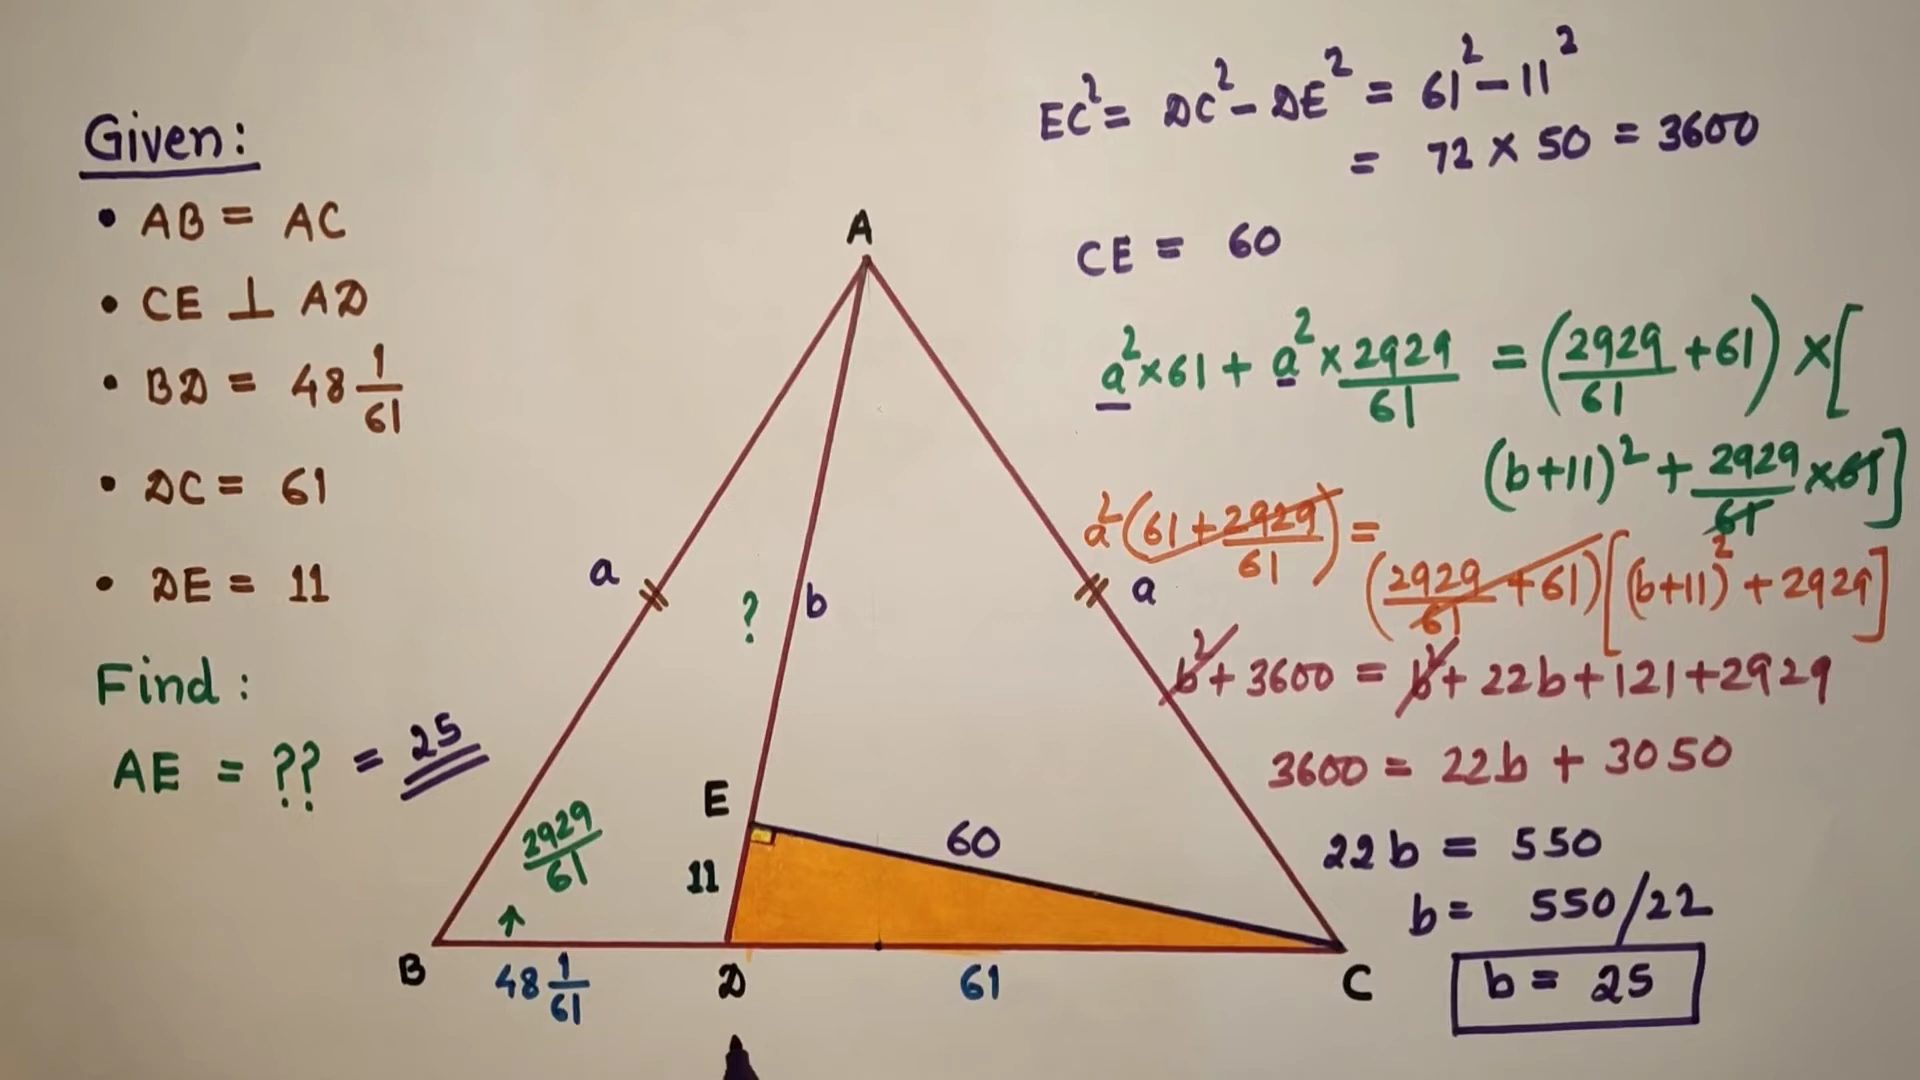 Given:
• AB = AC
• CE ⊥ AD
• BD = 48 1/61
• DC = 61
• DE = 11
Find:
AE = ?? = 25
A
a
?
b
a
E
60
11
2929/61
↑
B
48 1/61
D
61
C
EC² = DC² - DE² = 61² - 11²
= 72 × 50 = 3600
CE = 60
a² × 61 + a² × 2929/61 = (2929/61 + 61) × [
(b+11)² + 2929/61 × 61]
a² (61 + 2929/61) =
(2929/61 + 61) [(b+11)² + 2929]
b² + 3600 = b² + 22b + 121 + 2929
3600 = 22b + 3050
22b = 550
b = 550/22
b = 25